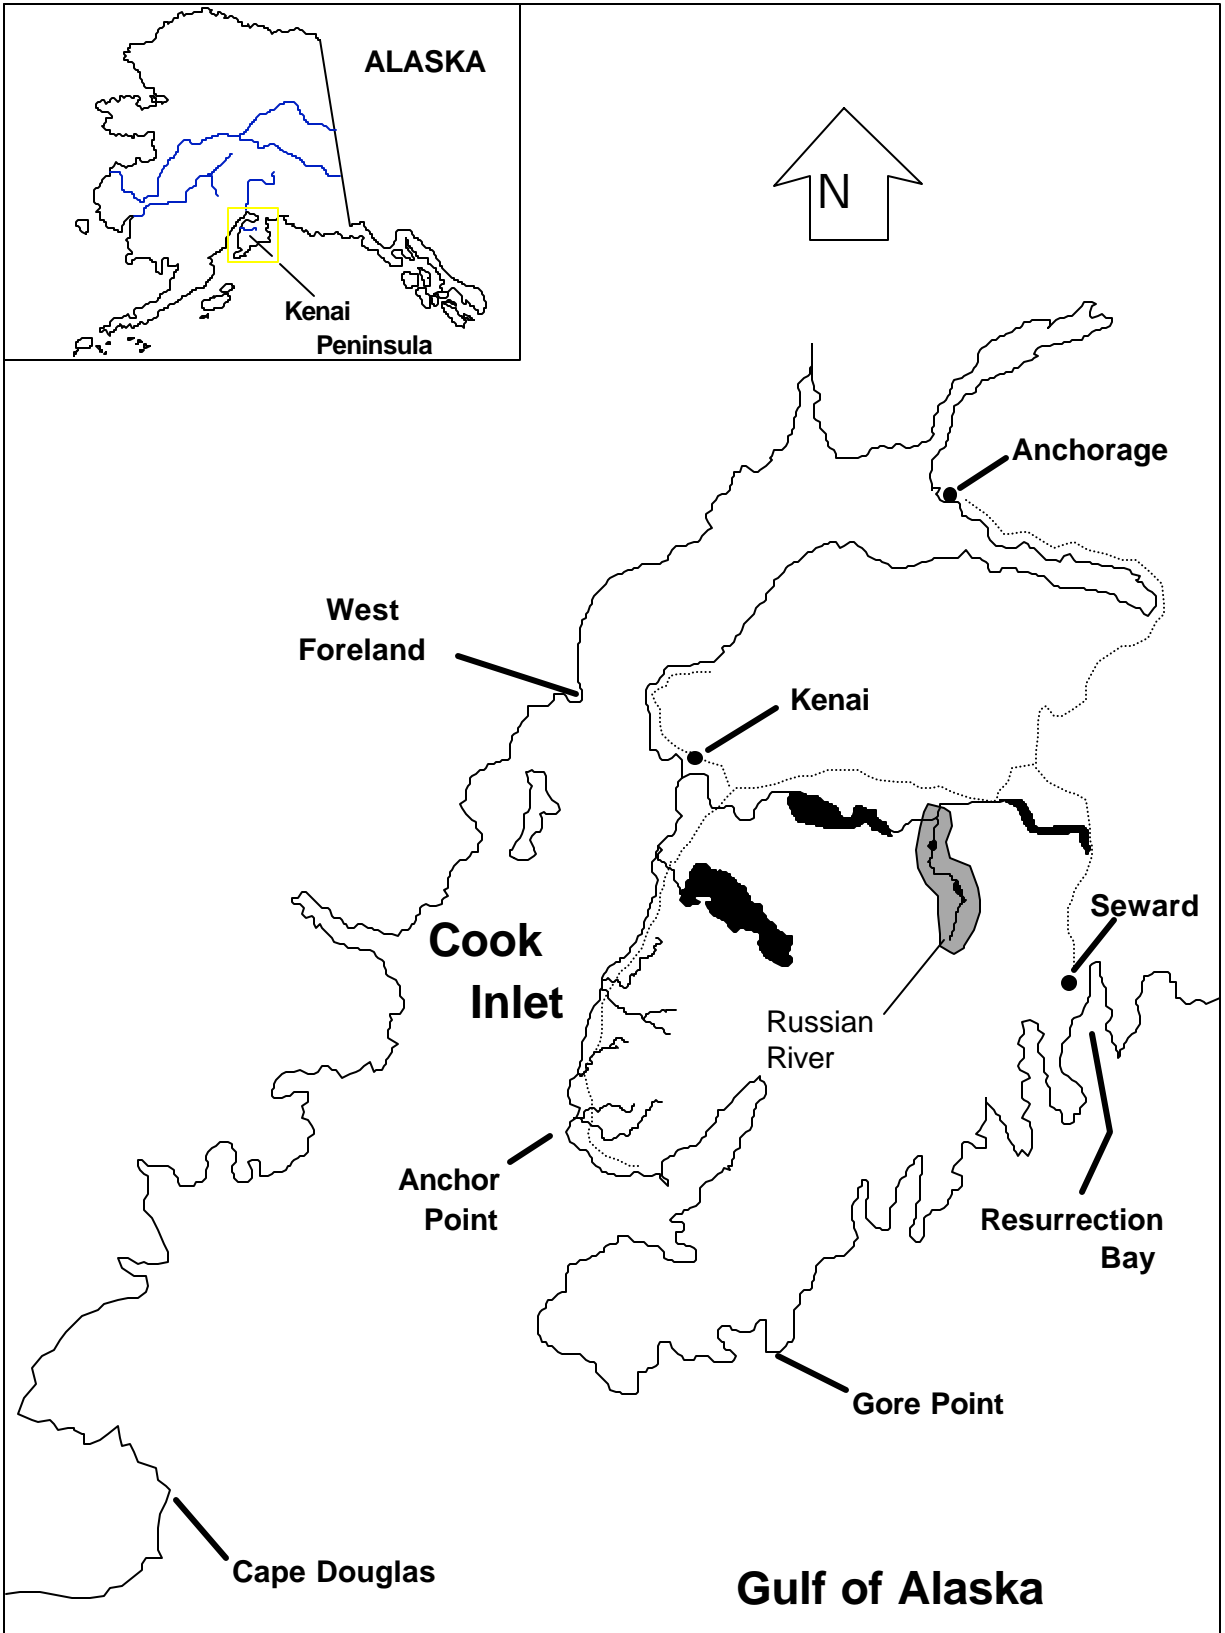 ALASKA
Kenai
Peninsula
N
Anchorage
West
Foreland
Kenai
Seward
Cook
Inlet
Russian
River
Anchor
Point
Resurrection
Bay
Gore Point
Cape Douglas
Gulf of Alaska